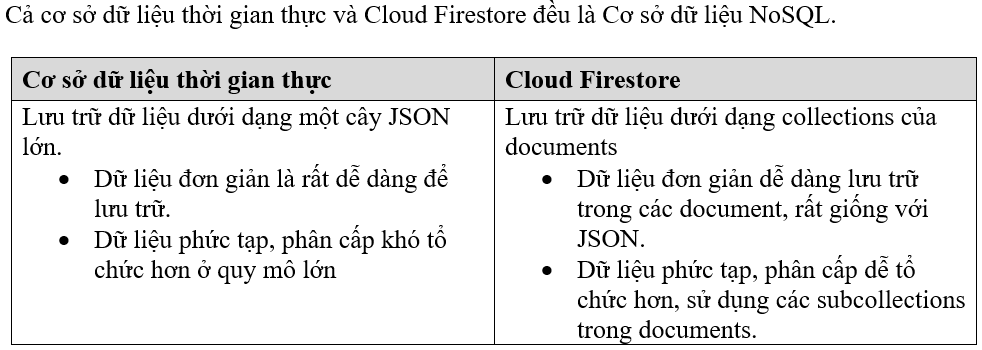 Cả cơ sở dữ liệu thời gian thực và Cloud Firestore đều là Cơ sở dữ liệu NoSQL.
Cơ sở dữ liệu thời gian thực
Lưu trữ dữ liệu dưới dạng một cây JSON
lớn.
• Dữ liệu đơn giản là rất dễ dàng để
lưu trữ.
• Dữ liệu phức tạp, phân cấp khó tổ
chức hơn ở quy mô lớn
Cloud Firestore
Lưu trữ dữ liệu dưới dạng collections của
documents
• Dữ liệu đơn giản dễ dàng lưu trữ
trong các document, rất giống với
JSON.
• Dữ liệu phức tạp, phân cấp dễ tổ
chức hơn, sử dụng các subcollections
trong documents.